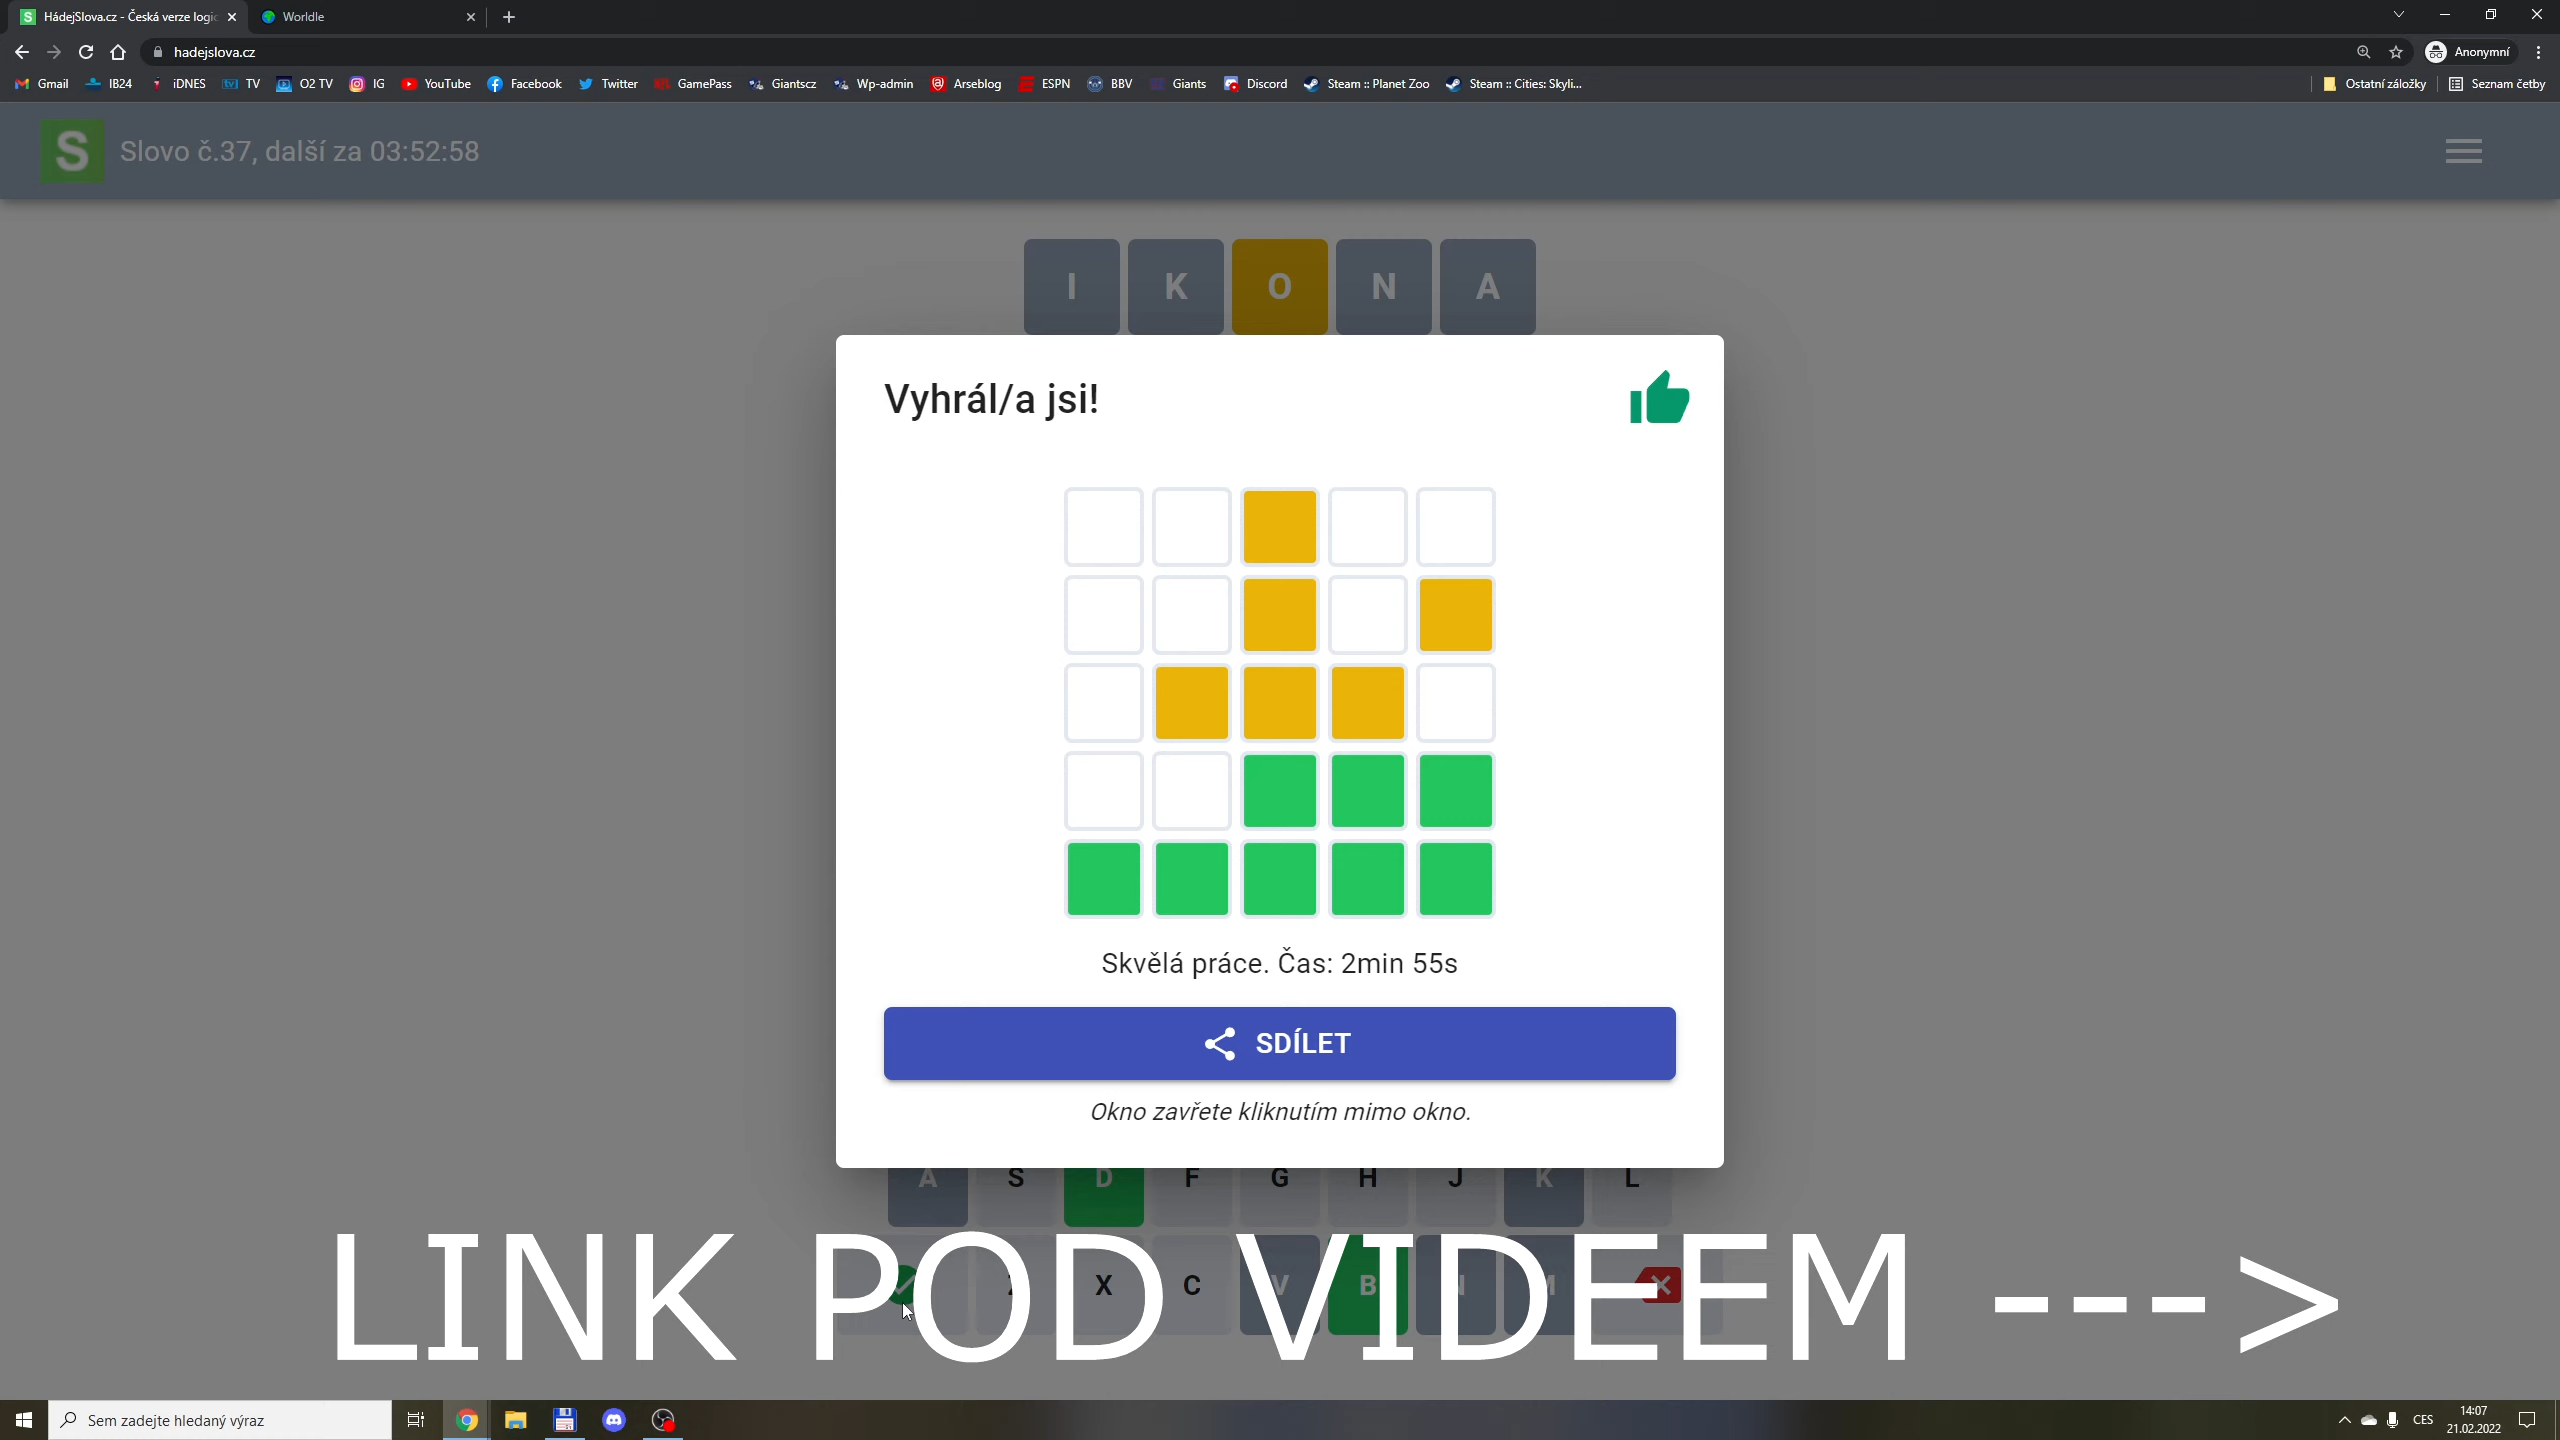 HádejSlova.cz - Česká verze logic
Worldle
hadejslova.cz
Anonymní
Gmail
IB24
iDNES
TV
O2 TV
IG
YouTube
Facebook
Twitter
GamePass
Giantscz
Wp-admin
Arseblog
ESPN
BBV
Giants
Discord
Steam :: Planet Zoo
Steam :: Cities: Skyli...
Ostatní záložky
Seznam četby
S Slovo č.37, další za 03:52:58
I K O N A
Vyhrál/a jsi!
Skvělá práce. Čas: 2min 55s
SDÍLET
Okno zavřete kliknutím mimo okno.
A S D F G H J K L
X C V B N M
LINK POD VIDEEM --->
Sem zadejte hledaný výraz
CES
14:07
21.02.2022